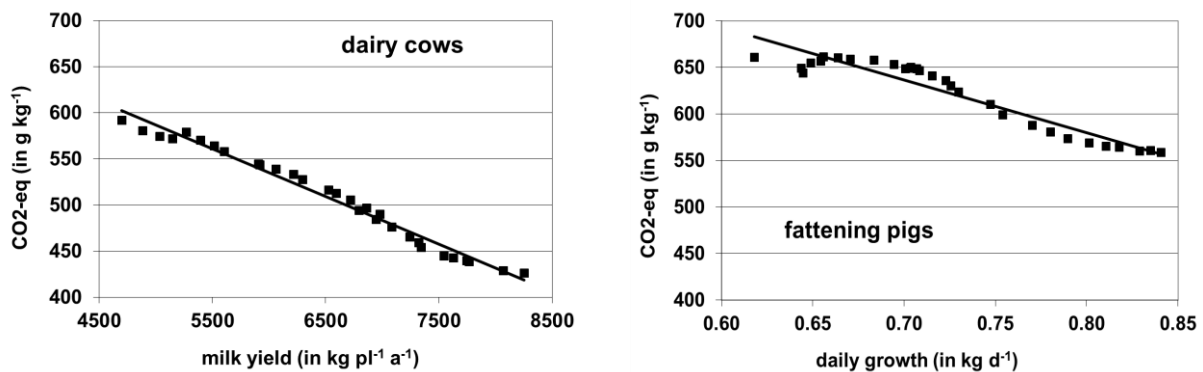 dairy cows
CO2-eq (in g kg⁻¹)
700
650
600
550
500
450
400
4500 5500 6500 7500 8500
milk yield (in kg pl⁻¹ a⁻¹)
fattening pigs
CO2-eq (in g kg⁻¹)
700
650
600
550
500
450
400
0.60 0.65 0.70 0.75 0.80 0.85
daily growth (in kg d⁻¹)